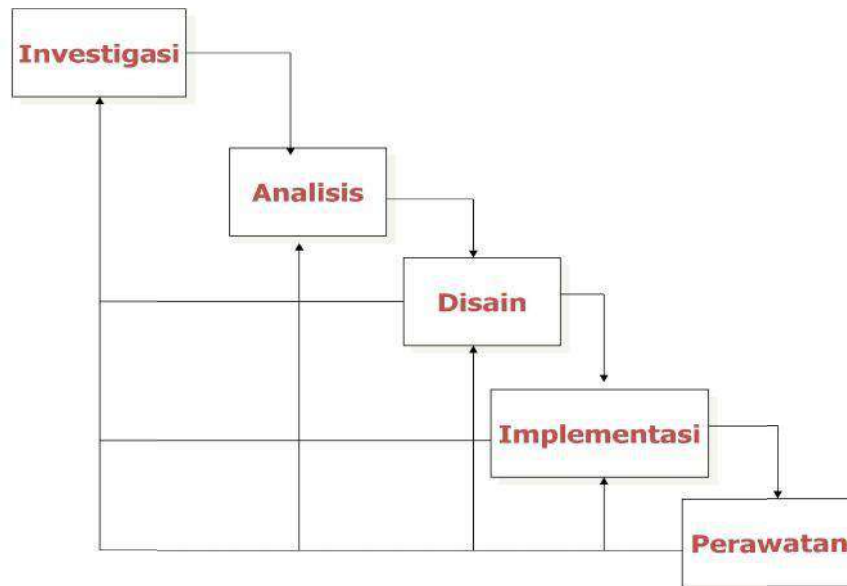 Investigasi
Analisis
Disain
Implementasi
Perawatan